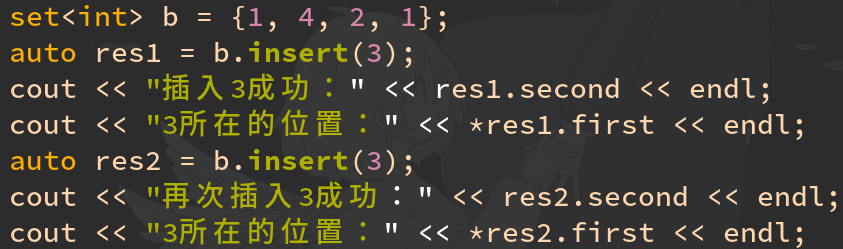 set<int> b = {1, 4, 2, 1};
auto res1 = b.insert(3);
cout << "插入3成功：" << res1.second << endl;
cout << "3所在的位置：" << *res1.first << endl;
auto res2 = b.insert(3);
cout << "再次插入3成功：" << res2.second << endl;
cout << "3所在的位置：" << *res2.first << endl;